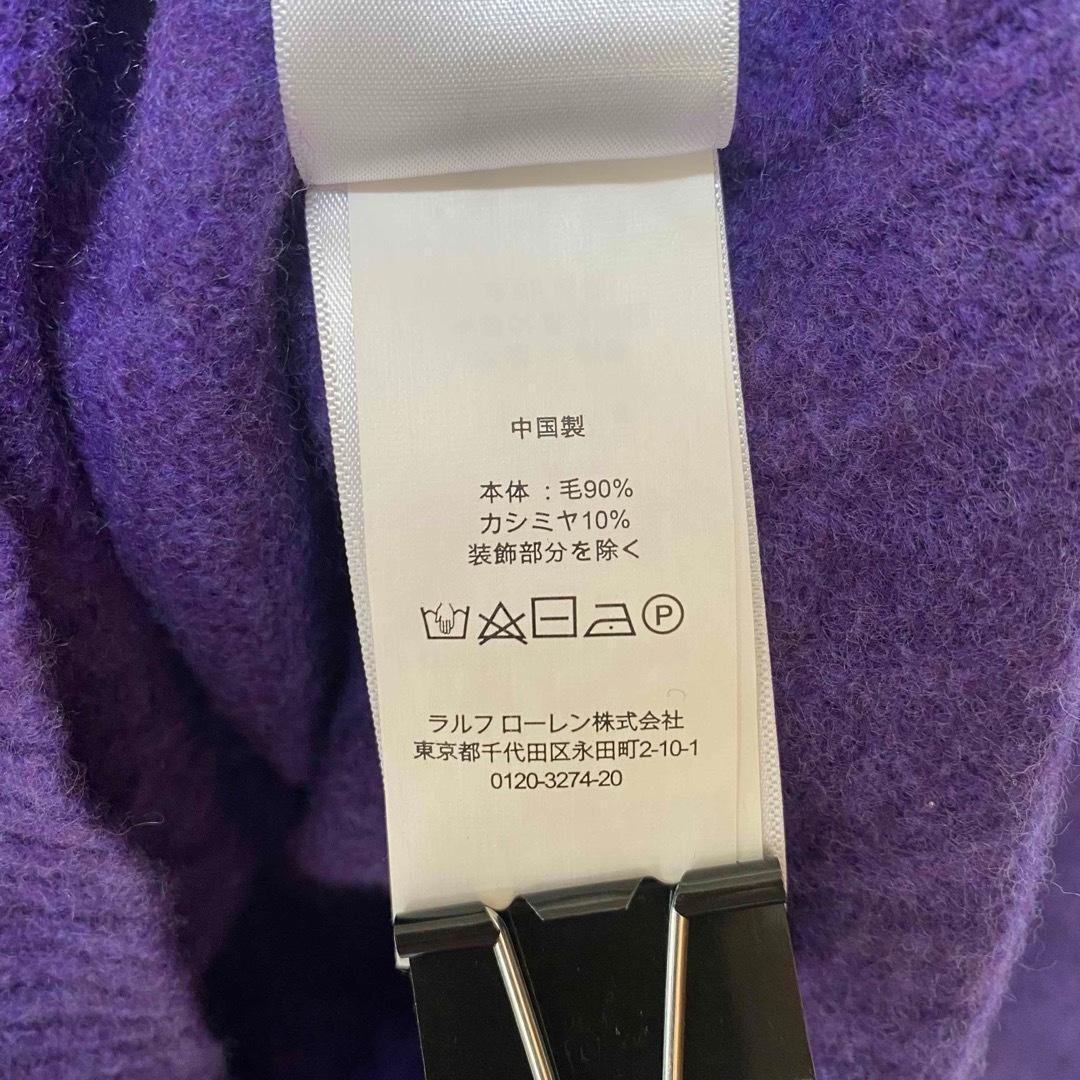 中国製
本体 : 毛90%
カシミヤ10%
装飾部分を除く
P
ラルフ ローレン株式会社
東京都千代田区永田町2-10-1
0120-3274-20